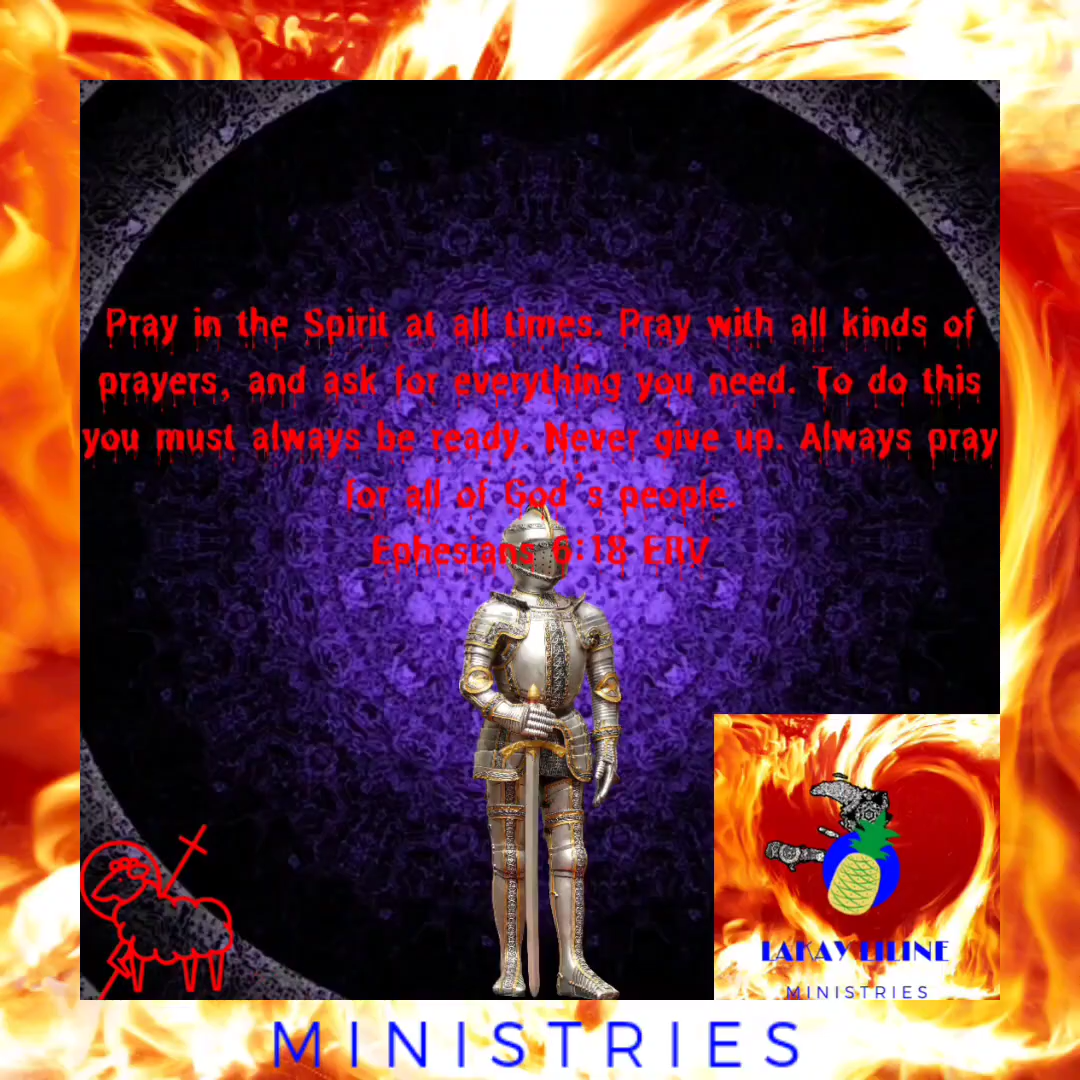 Pray in the Spirit at all times. Pray with all kinds of
prayers, and ask for everything you need. To do this
you must always be ready. Never give up. Always pray
for all of God's people.
Ephesians 6:18 ERV
LAKAY LILINE
MINISTRIES
MINISTRIES